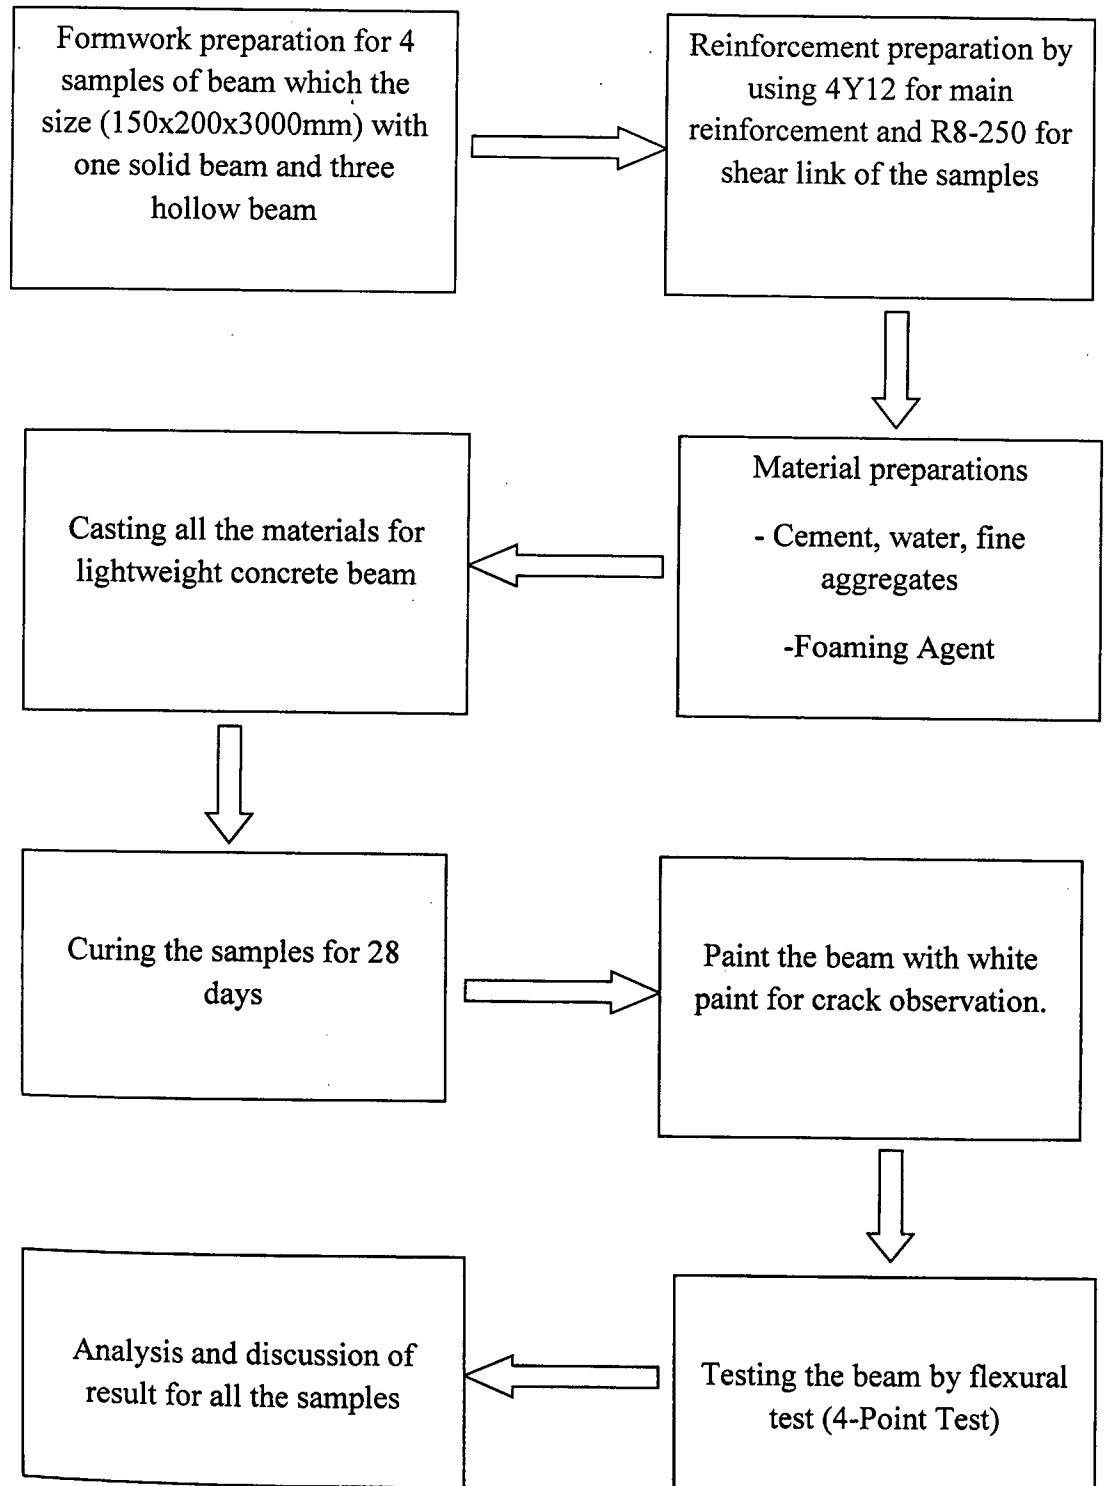 Formwork preparation for 4
samples of beam which the
size (150x200x3000mm) with
one solid beam and three
hollow beam
Reinforcement preparation by
using 4Y12 for main
reinforcement and R8-250 for
shear link of the samples
Material preparations
- Cement, water, fine
aggregates
-Foaming Agent
Casting all the materials for
lightweight concrete beam
Curing the samples for 28
days
Paint the beam with white
paint for crack observation.
Testing the beam by flexural
test (4-Point Test)
Analysis and discussion of
result for all the samples